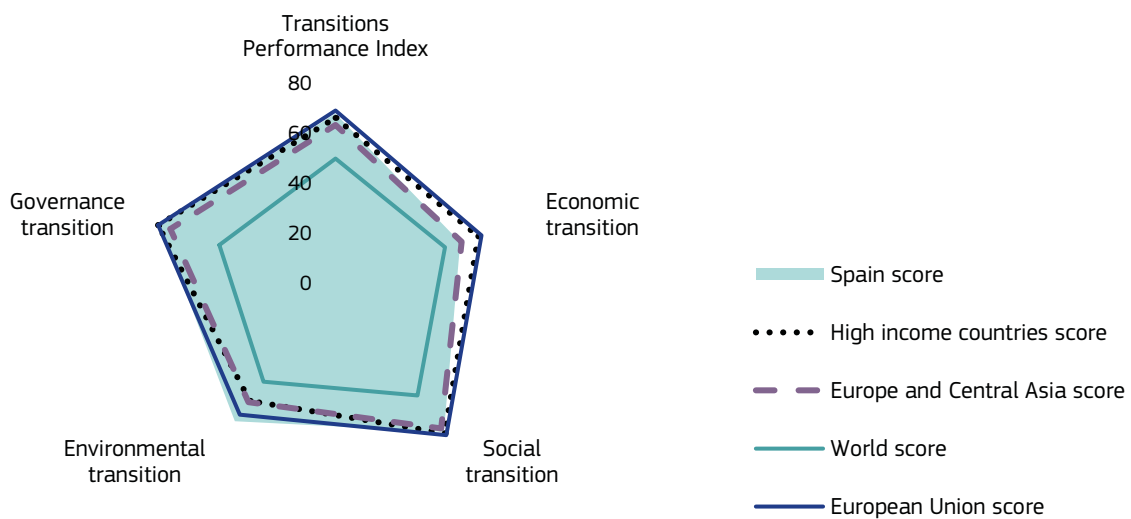 Transitions
Performance Index
80
60
40
20
0
Governance
transition
Economic
transition
Environmental
transition
Social
transition
Spain score
High income countries score
Europe and Central Asia score
World score
European Union score